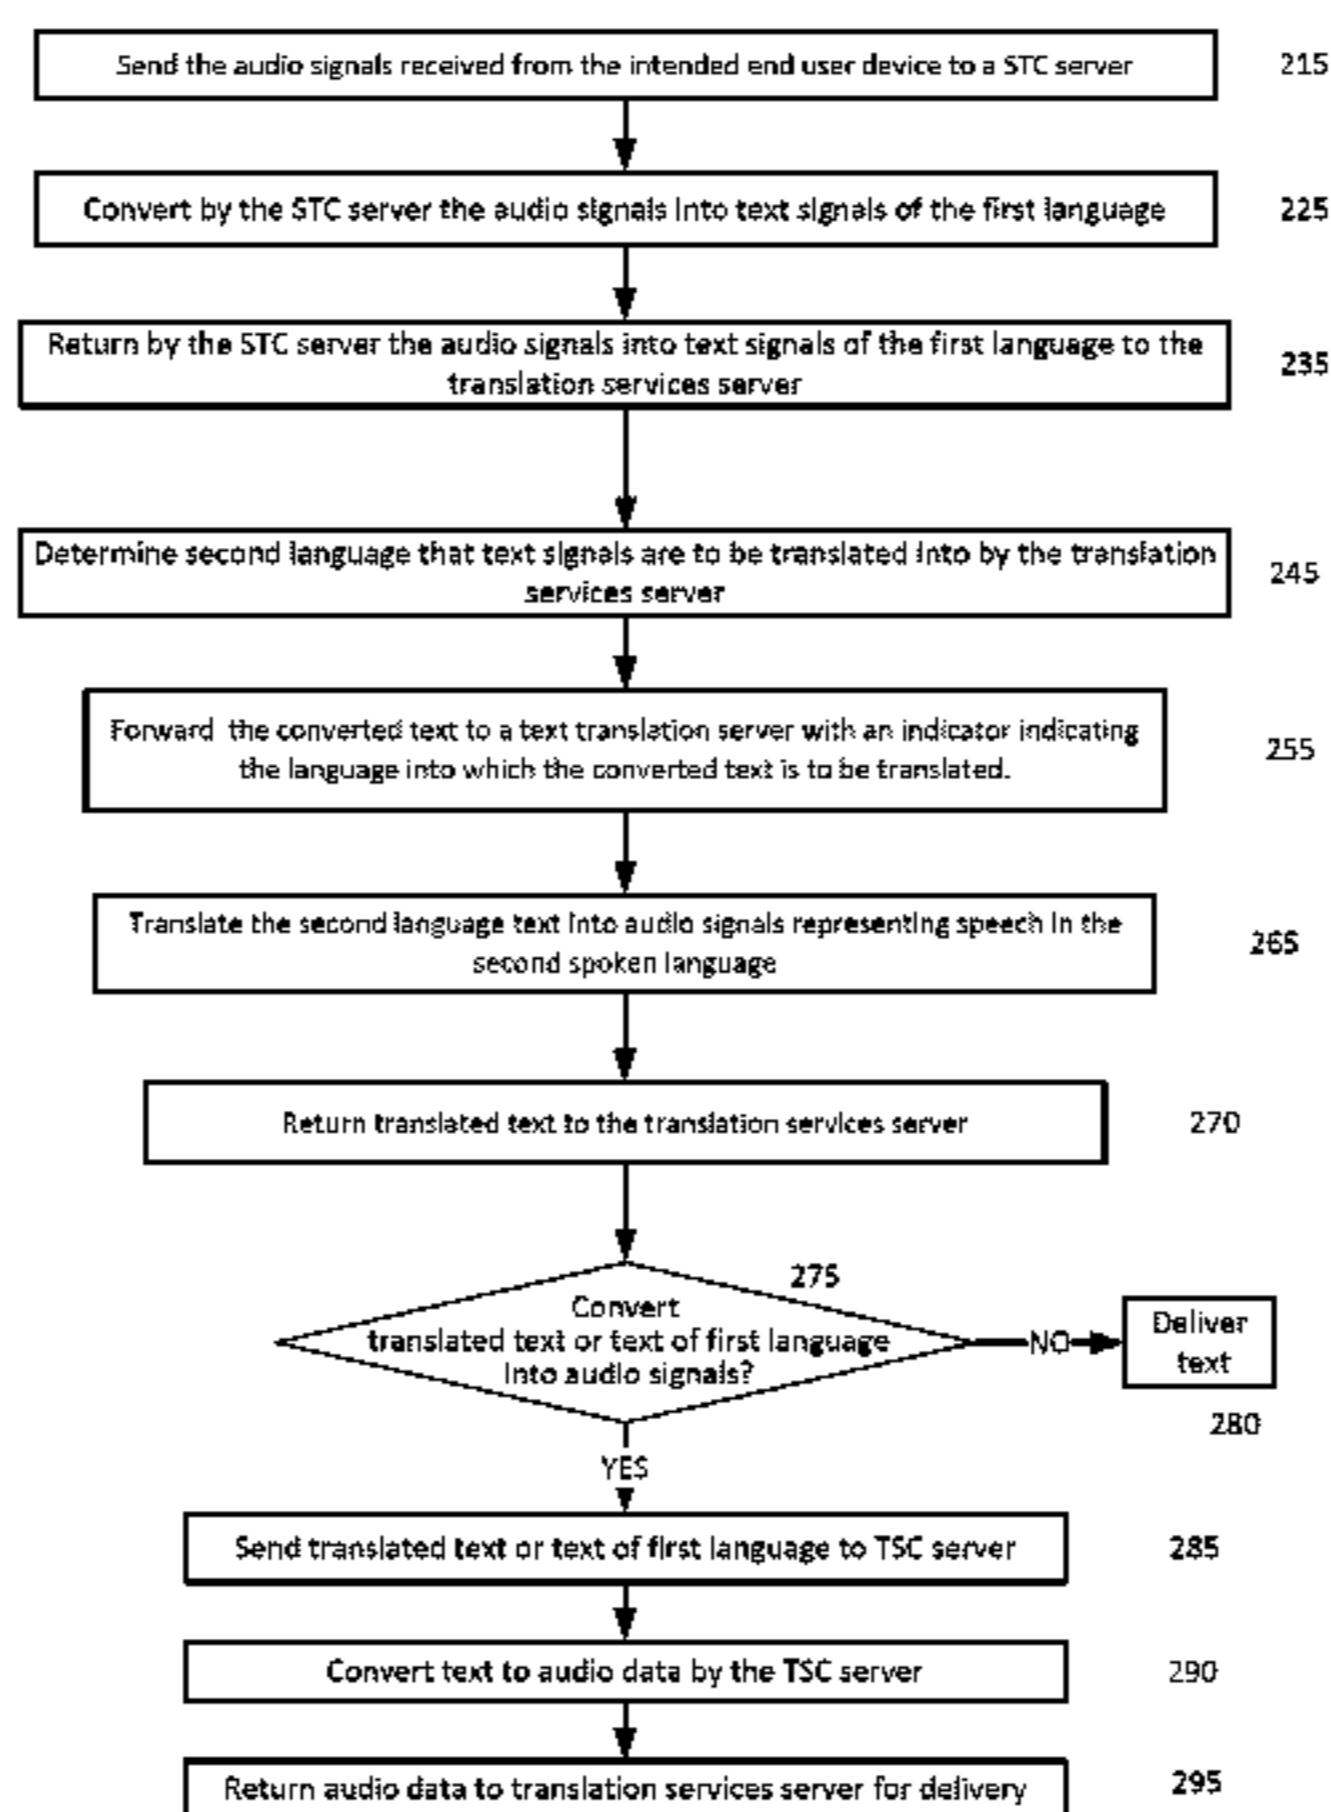 Send the audio signals received from the intended end user device to a STC server
215
Convert by the STC server the audio signals into text signals of the first language
225
Return by the STC server the audio signals into text signals of the first language to the
translation services server
235
Determine second language that text signals are to be translated into by the translation
services server
245
Forward the converted text to a text translation server with an indicator indicating
the language into which the converted text is to be translated.
255
Translate the second language text into audio signals representing speech in the
second spoken language
265
Return translated text to the translation services server
270
275
Convert
translated text or text of first language
into audio signals?
NO
Deliver
text
280
YES
Send translated text or text of first language to TSC server
285
Convert text to audio data by the TSC server
290
Return audio data to translation services server for delivery
295